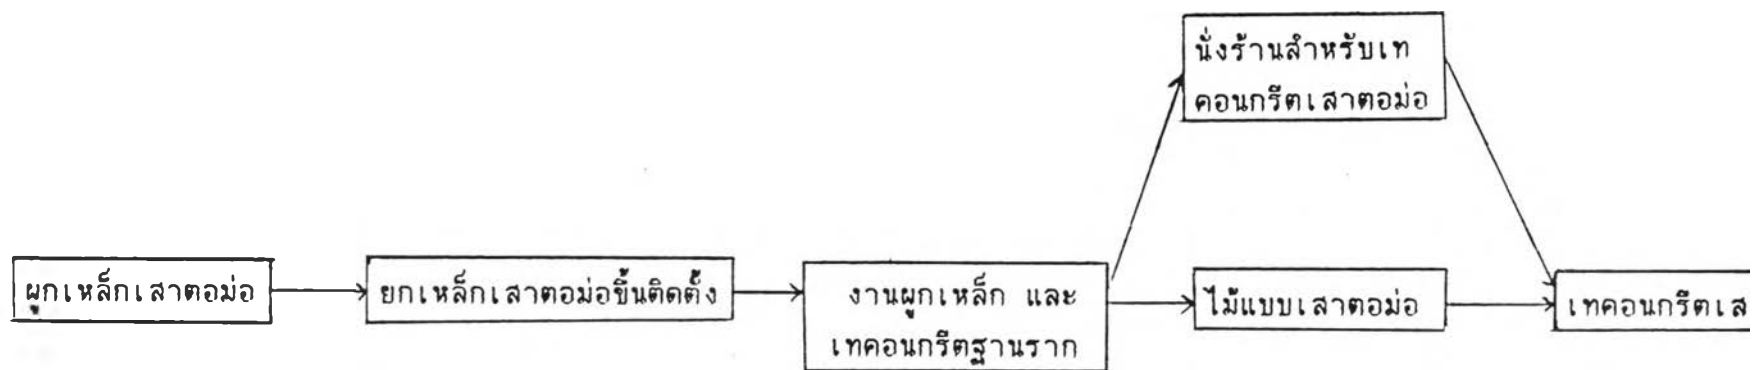 นั่งร้านสำหรับเท
คอนกรีตเสาตอม่อ
ผูกเหล็กเสาตอม่อ
ยกเหล็กเสาตอม่อขึ้นติดตั้ง
งานผูกเหล็ก และ
เทคอนกรีตฐานราก
ไม้แบบเสาตอม่อ
เทคอนกรีตเส